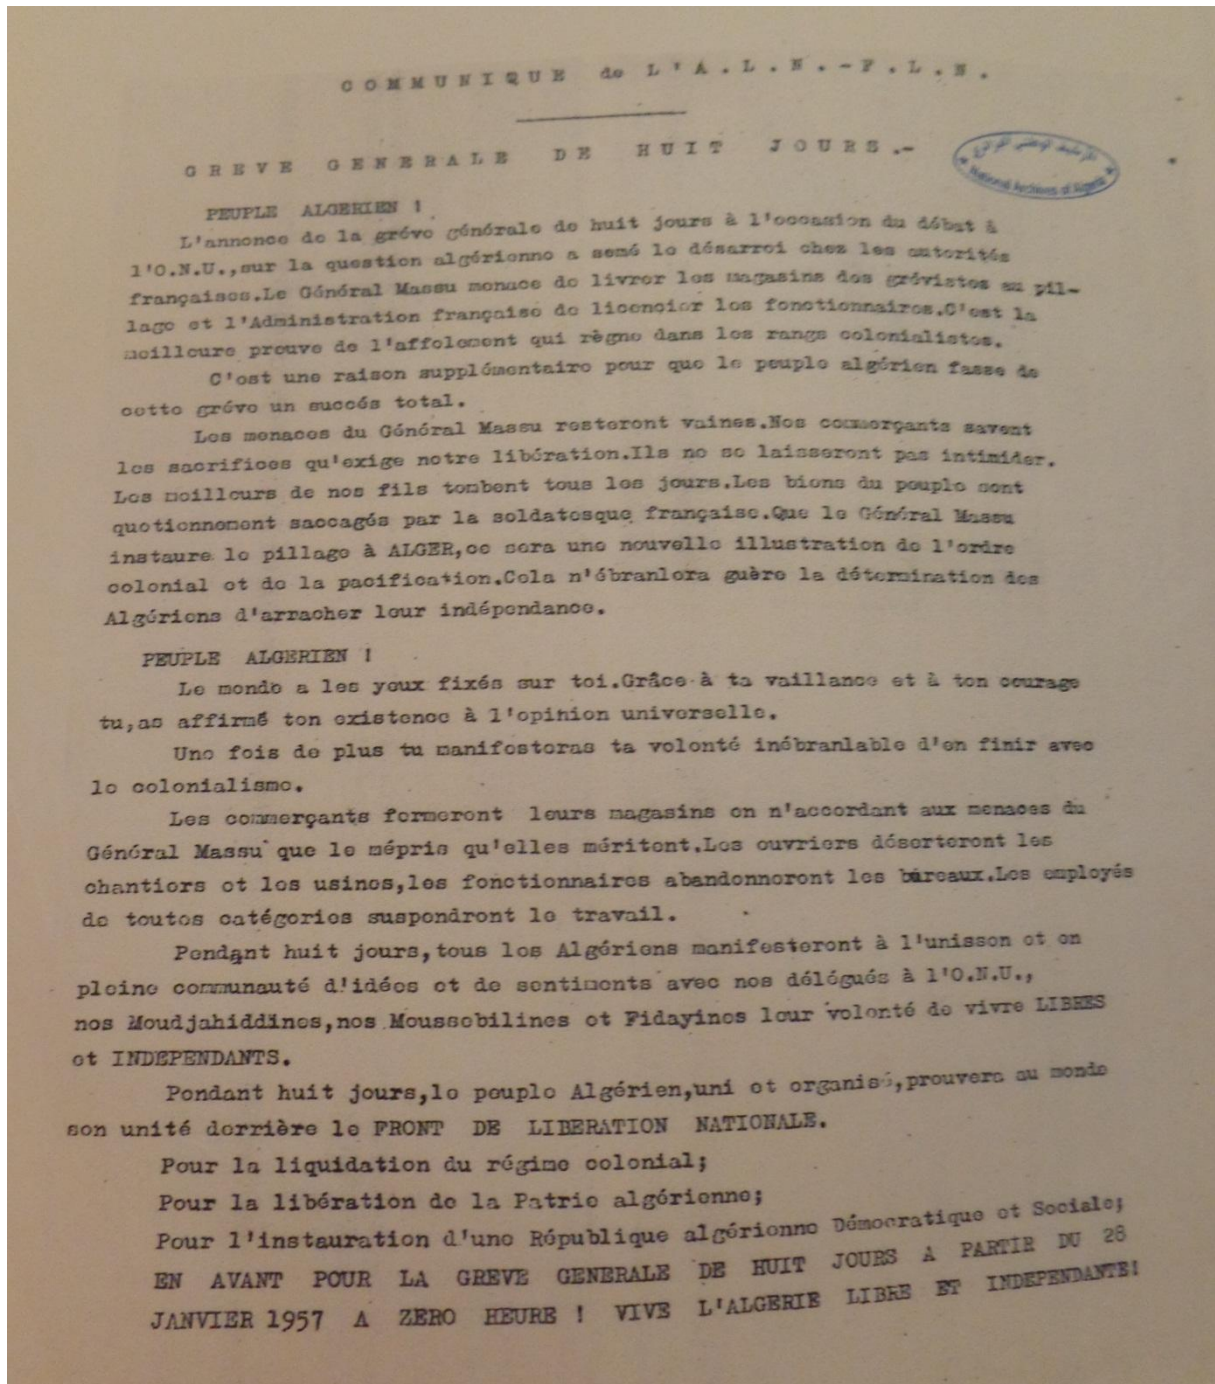 COMMUNIQUE de L'A.L.N.-F.L.N.
GREVE GENERALE DE HUIT JOURS.-
National Archives of Algeria
PEUPLE ALGERIEN !
L'annonce de la gréve générale de huit jours à l'occasion du débat à
l'O.N.U.,sur la question algérienne a semé le désarroi chez les autorités
françaises.Le Général Massu menace de livrer les magasins des grévistes au pil-
lage et l'Administration française de licencier les fonctionnaires.C'est la
meilleure preuve de l'affolement qui règne dans les rangs colonialistes.
C'est une raison supplémentaire pour que le peuple algérien fasse de
cette gréve un succés total.
Les menaces du Général Massu resteront vaines.Nos commerçants savent
les sacrifices qu'exige notre libération.Ils ne se laisseront pas intimider.
Les meilleurs de nos fils tombent tous les jours.Les biens du peuple sont
quotiennement saccagés par la soldatesque française.Que le Général Massu
instaure le pillage à ALGER,ce sera une nouvelle illustration de l'ordre
colonial et de la pacification.Cela n'ébranlera guère la détermination des
Algériens d'arracher leur indépendance.
PEUPLE ALGERIEN !
Le monde a les yeux fixés sur toi.Grâce à ta vaillance et à ton courage
tu,as affirmé ton existence à l'opinion universelle.
Une fois de plus tu manifesteras ta volonté inébranlable d'en finir avec
le colonialisme.
Les commerçants fermeront leurs magasins en n'accordant aux menaces du
Général Massu que le mépris qu'elles méritent.Les ouvriers déserteront les
chantiers et les usines,les fonctionnaires abandonneront les bureaux.Les employés
de toutes catégories suspendront le travail.
Pendant huit jours,tous les Algériens manifesteront à l'unisson et en
pleine communauté d'idées et de sentiments avec nos délégués à l'O.N.U.,
nos Moudjahiddines,nos Moussebilines et Fidayines leur volonté de vivre LIBRES
et INDEPENDANTS.
Pendant huit jours,le peuple Algérien,uni et organisé,prouvera au monde
son unité derrière le FRONT DE LIBERATION NATIONALE.
Pour la liquidation du régime colonial;
Pour la libération de la Patrie algérienne;
Pour l'instauration d'une République algérienne Démocratique et Sociale;
EN AVANT POUR LA GREVE GENERALE DE HUIT JOURS A PARTIR DU 28
JANVIER 1957 A ZERO HEURE ! VIVE L'ALGERIE LIBRE ET INDEPENDANTE!